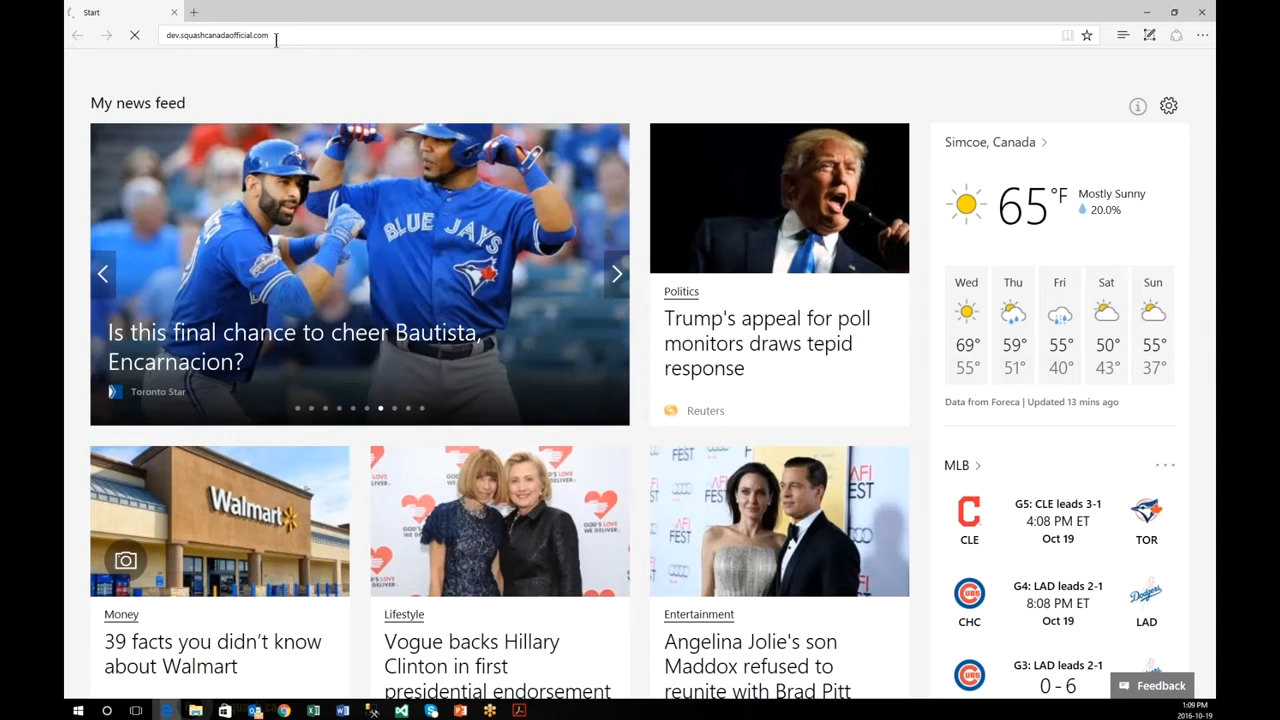 Start
dev.squashcanadaofficial.com
My news feed
BLUE JAYS
Is this final chance to cheer Bautista,
Encarnacion?
Toronto Star
Politics
Trump's appeal for poll
monitors draws tepid
response
Reuters
Simcoe, Canada
65°F
Mostly Sunny
20.0%
Wed Thu Fri Sat Sun
69° 59° 55° 50° 55°
55° 51° 40° 43° 37°
Data from Foreca | Updated 13 mins ago
MLB
G5: CLE leads 3-1
4:08 PM ET
Oct 19
CLE
TOR
G4: LAD leads 2-1
8:08 PM ET
Oct 19
CHC
LAD
G3: LAD leads 2-1
0 - 6
Walmart
Money
39 facts you didn't know
about Walmart
GOD'S LOVE
WE DELIVER
Lifestyle
Vogue backs Hillary
Clinton in first
presidential endorsement
AFI
FEST
Entertainment
Angelina Jolie's son
Maddox refused to
reunite with Brad Pitt
Feedback
1:09 PM
2016-10-19